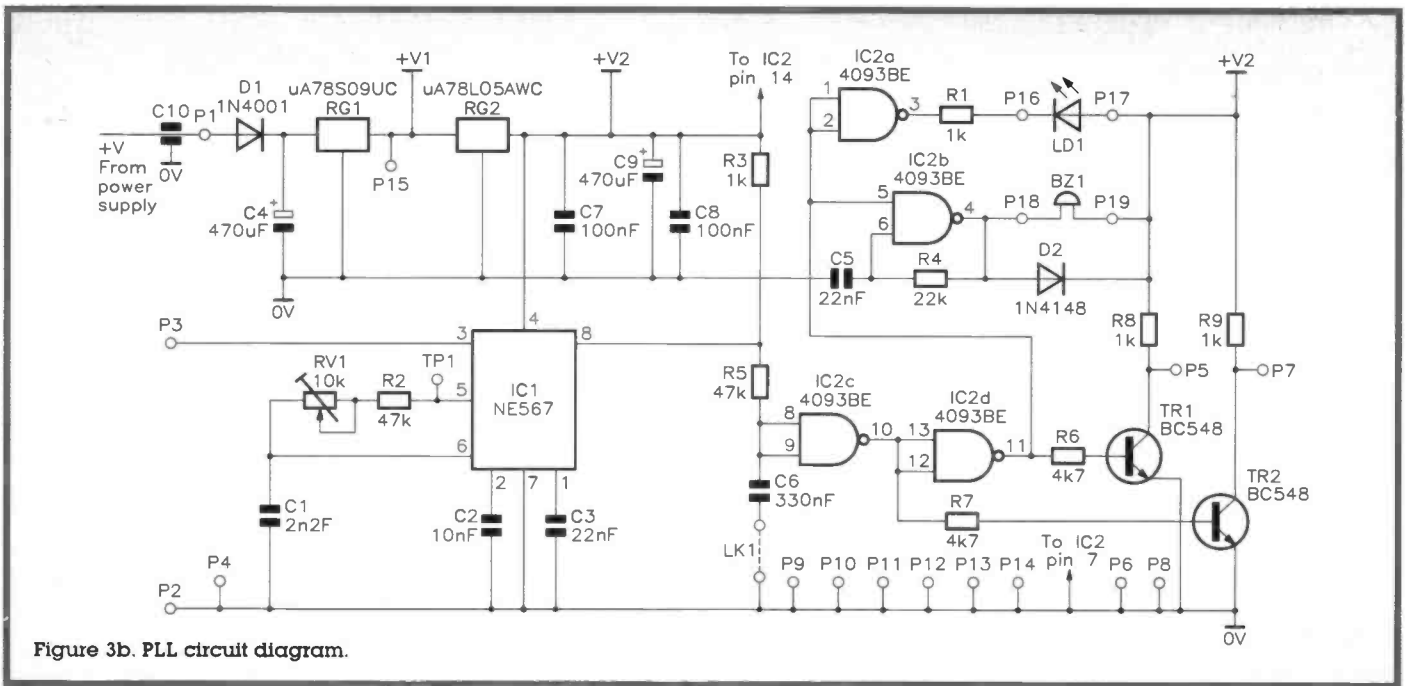 +V1
+V2
+V2
To IC2
pin 14
IC2a
4093BE
D1
1N4001
uA78S09UC
RG1
uA78L05AWC
RG2
C10
P1
+V
From
power
supply
0V
P15
C4
+
470uF
C7
100nF
C9
+
470uF
C8
100nF
R3
1k
1
2
3
R1
1k
P16
P17
LD1
IC2b
4093BE
5
6
4
P18
BZ1
P19
C5
22nF
R4
22k
D2
1N4148
0V
P3
3
4
8
RV1
10k
R2
47k
TP1
5
IC1
NE567
6
2
7
1
C1
2n2F
C2
10nF
C3
22nF
P4
P2
R5
47k
8
9
IC2c
4093BE
10
IC2d
4093BE
13
12
11
C6
330nF
LK1
R6
4k7
R7
4k7
R8
1k
R9
1k
P5
P7
TR1
BC548
TR2
BC548
P9
P10
P11
P12
P13
P14
To IC2
pin 7
P6
P8
0V
Figure 3b. PLL circuit diagram.